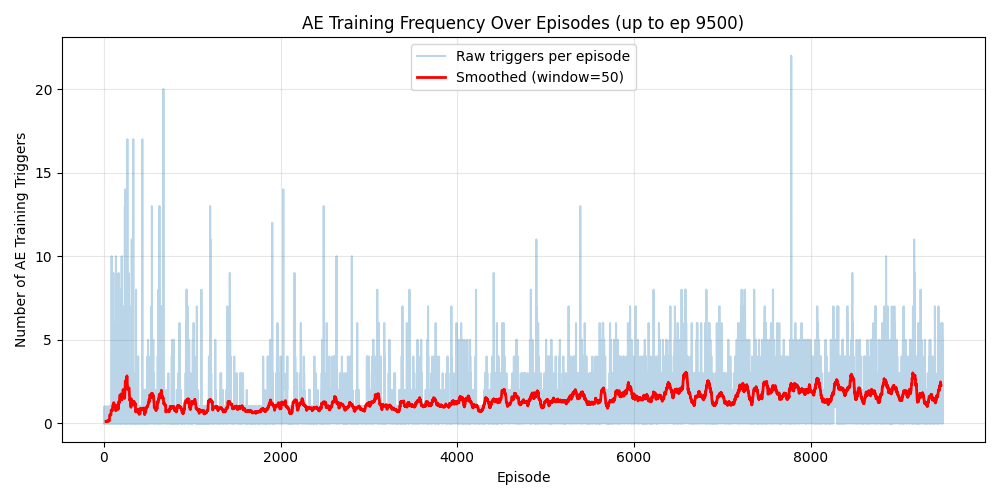 AE Training Frequency Over Episodes (up to ep 9500)
Raw triggers per episode
Smoothed (window=50)
Number of AE Training Triggers
20
15
10
5
0
0 2000 4000 6000 8000
Episode